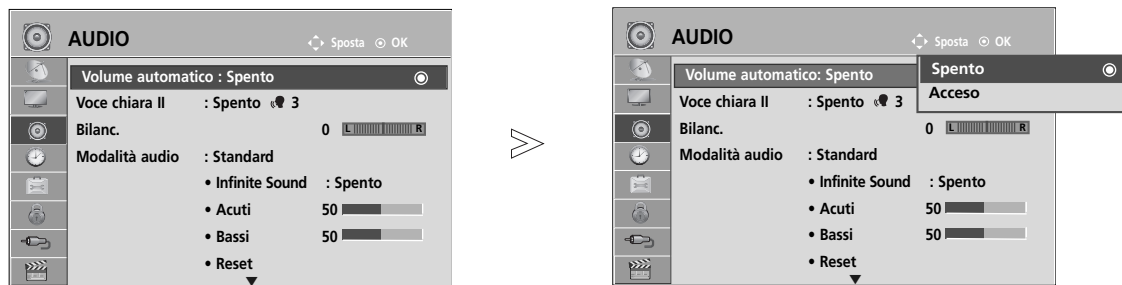 AUDIO
Sposta OK
Volume automatico : Spento
Voce chiara II : Spento 3
Bilanc. 0 L R
Modalità audio : Standard
• Infinite Sound : Spento
• Acuti 50
• Bassi 50
• Reset
AUDIO
Sposta OK
Volume automatico: Spento
Spento
Acceso
Voce chiara II : Spento 3
Bilanc. 0 L R
Modalità audio : Standard
• Infinite Sound : Spento
• Acuti 50
• Bassi 50
• Reset